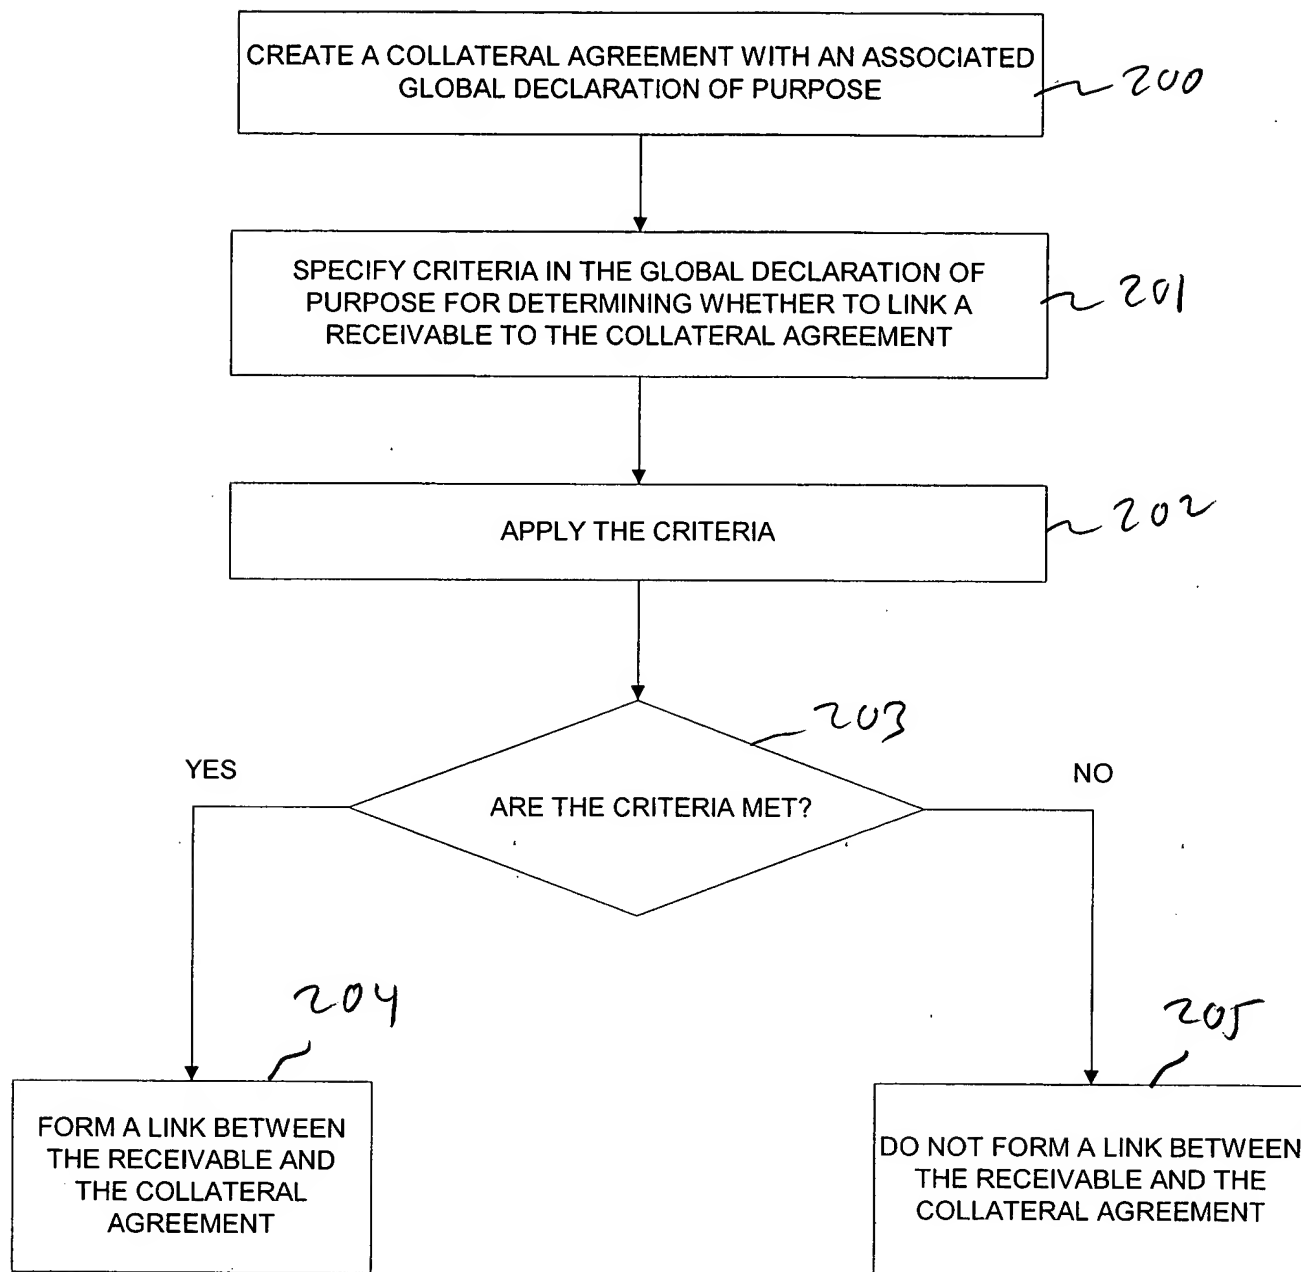 CREATE A COLLATERAL AGREEMENT WITH AN ASSOCIATED
GLOBAL DECLARATION OF PURPOSE
200
SPECIFY CRITERIA IN THE GLOBAL DECLARATION OF
PURPOSE FOR DETERMINING WHETHER TO LINK A
RECEIVABLE TO THE COLLATERAL AGREEMENT
201
APPLY THE CRITERIA
202
203
YES
NO
ARE THE CRITERIA MET?
204
205
FORM A LINK BETWEEN
THE RECEIVABLE AND
THE COLLATERAL
AGREEMENT
DO NOT FORM A LINK BETWEEN
THE RECEIVABLE AND THE
COLLATERAL AGREEMENT